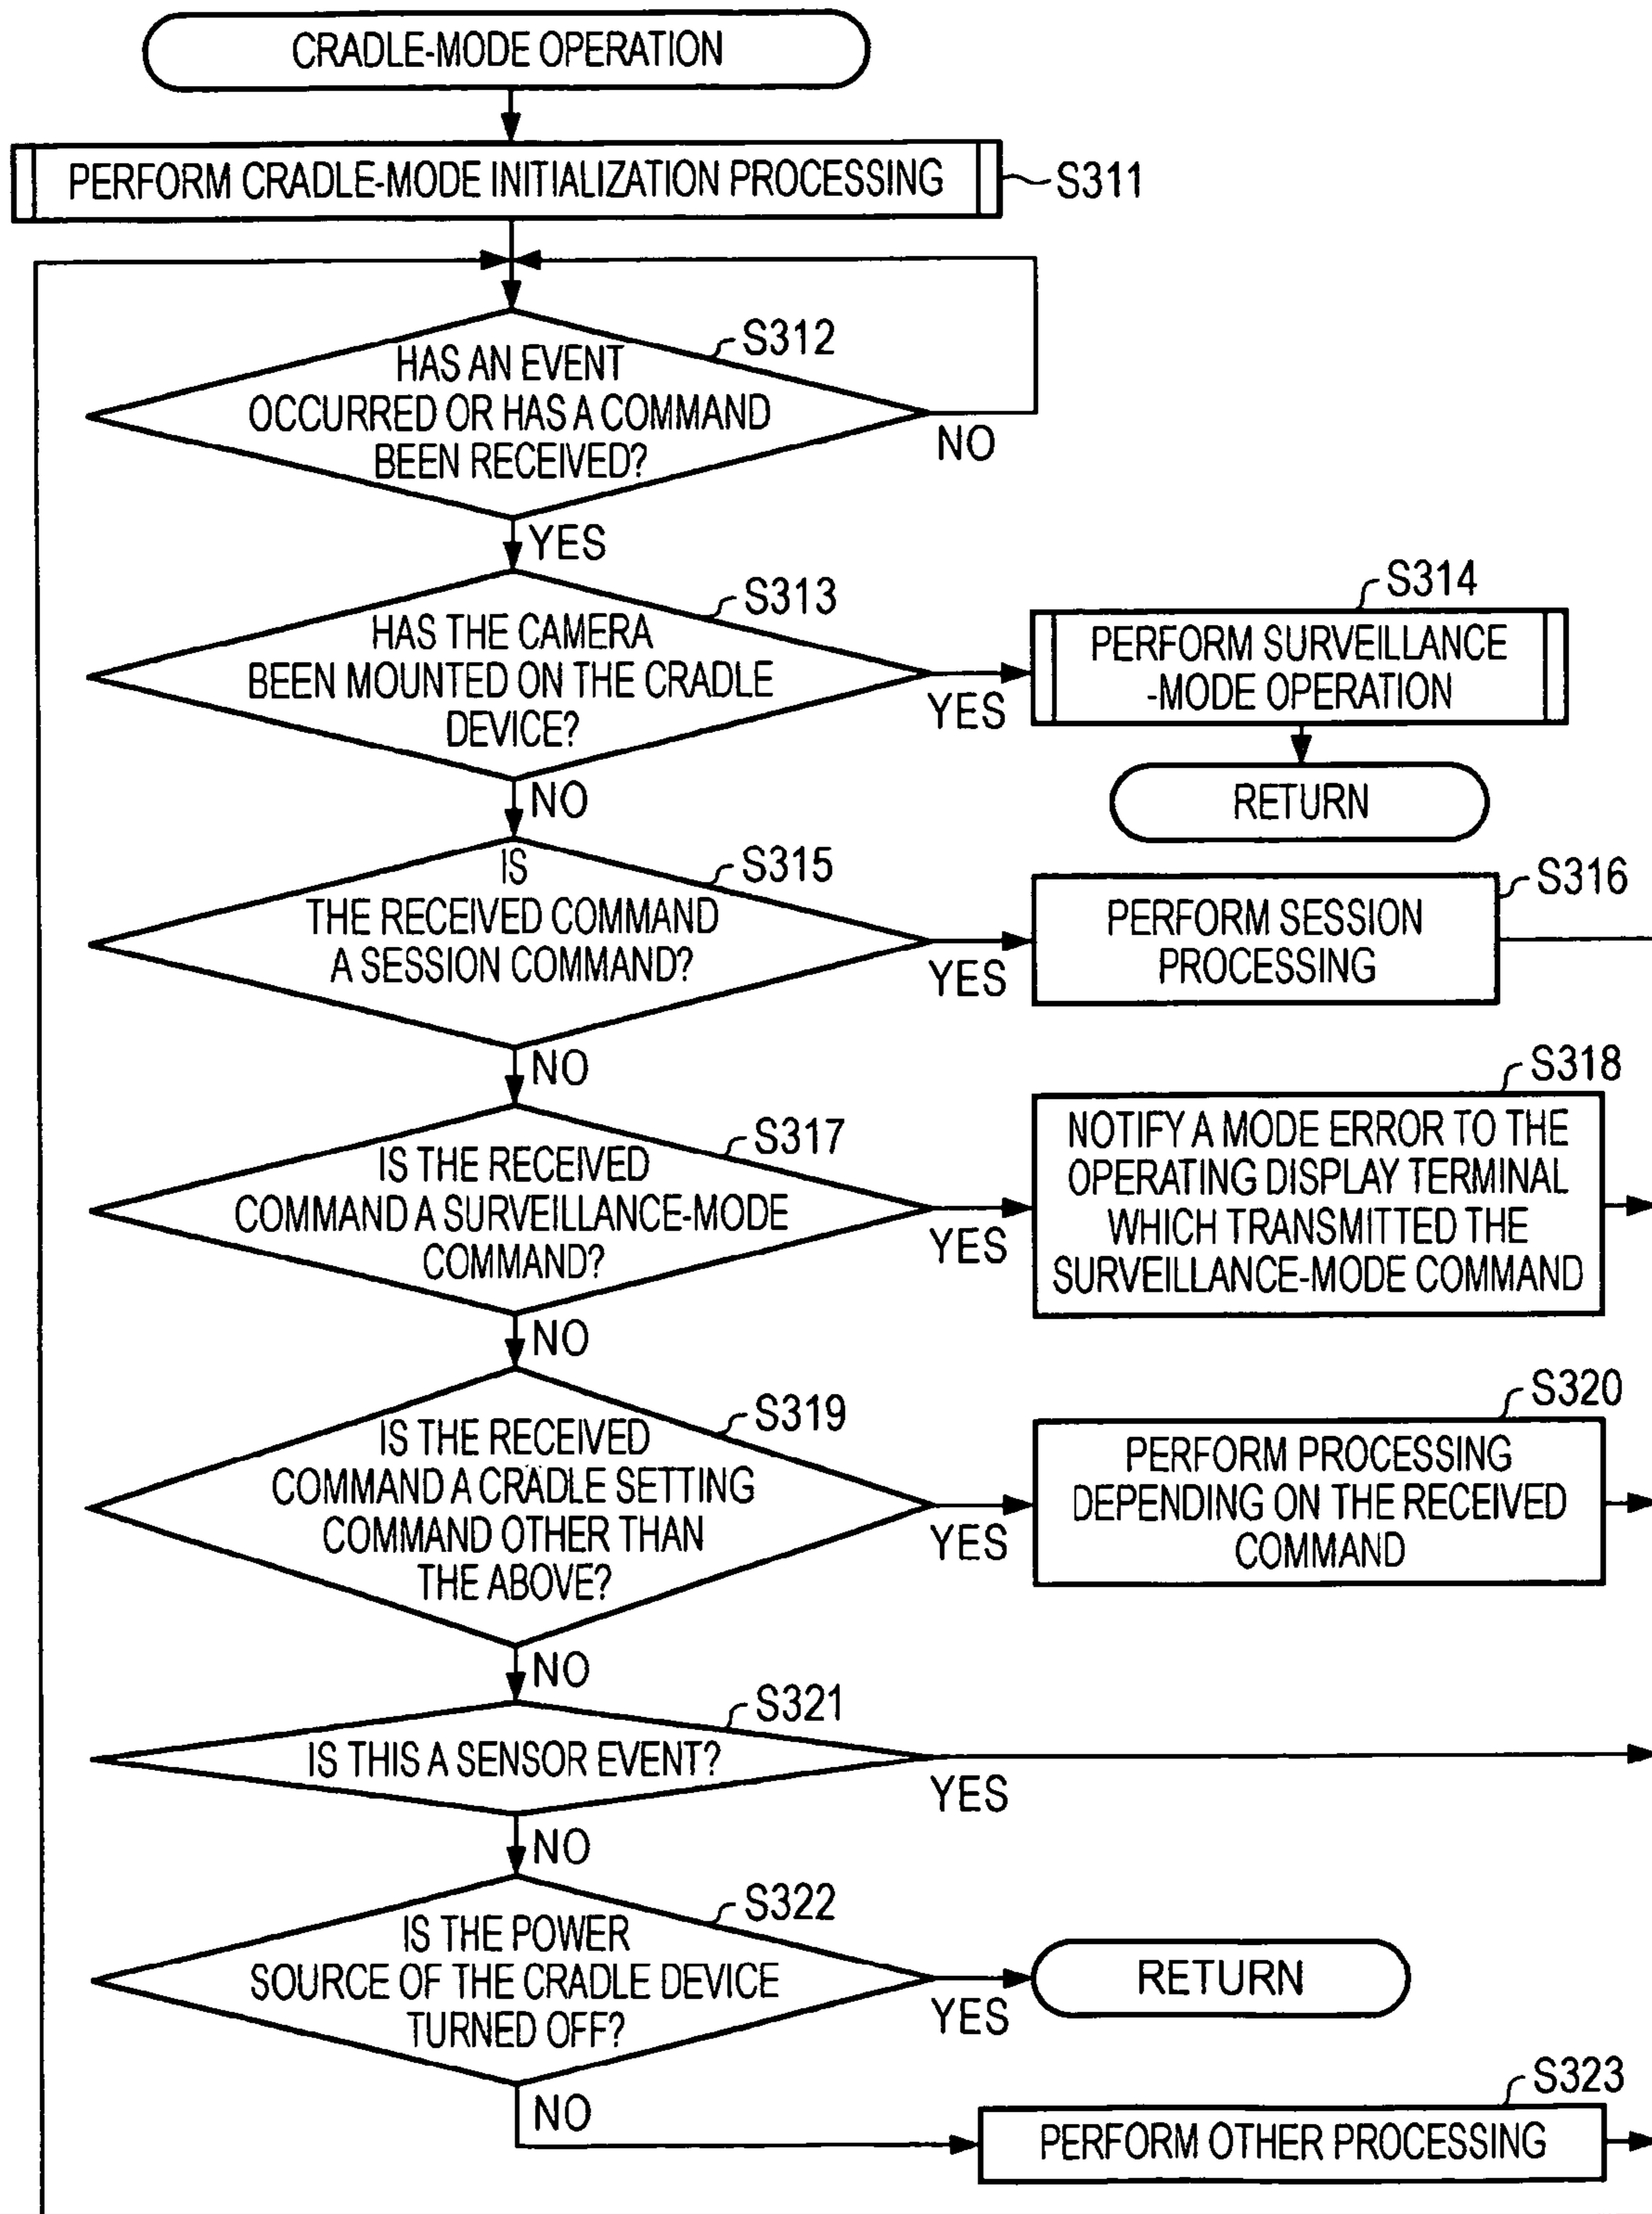 CRADLE-MODE OPERATION
PERFORM CRADLE-MODE INITIALIZATION PROCESSING
S311
S312
HAS AN EVENT
OCCURRED OR HAS A COMMAND
BEEN RECEIVED?
NO
YES
S313
HAS THE CAMERA
BEEN MOUNTED ON THE CRADLE
DEVICE?
YES
S314
PERFORM SURVEILLANCE
-MODE OPERATION
RETURN
NO
S315
IS
THE RECEIVED COMMAND
A SESSION COMMAND?
YES
S316
PERFORM SESSION
PROCESSING
NO
S317
IS THE RECEIVED
COMMAND A SURVEILLANCE-MODE
COMMAND?
YES
S318
NOTIFY A MODE ERROR TO THE
OPERATING DISPLAY TERMINAL
WHICH TRANSMITTED THE
SURVEILLANCE-MODE COMMAND
NO
S319
IS THE RECEIVED
COMMAND A CRADLE SETTING
COMMAND OTHER THAN
THE ABOVE?
YES
S320
PERFORM PROCESSING
DEPENDING ON THE RECEIVED
COMMAND
NO
S321
IS THIS A SENSOR EVENT?
YES
NO
S322
IS THE POWER
SOURCE OF THE CRADLE DEVICE
TURNED OFF?
YES
RETURN
NO
S323
PERFORM OTHER PROCESSING